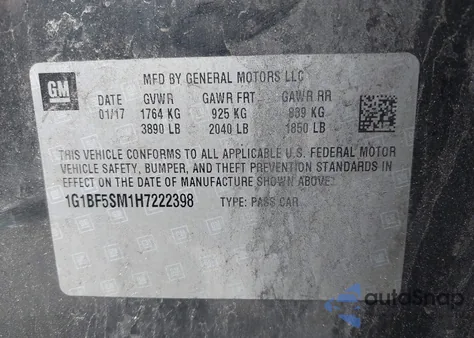 GM
MFD BY GENERAL MOTORS LLC
DATE GVWR GAWR FRT GAWR RR
01/17 1764 KG 925 KG 839 KG
3890 LB 2040 LB 1850 LB
THIS VEHICLE CONFORMS TO ALL APPLICABLE U.S. FEDERAL MOTOR
VEHICLE SAFETY, BUMPER, AND THEFT PREVENTION STANDARDS IN
EFFECT ON THE DATE OF MANUFACTURE SHOWN ABOVE.
1G1BF5SM1H7222398 TYPE: PASS CAR
autoSnap